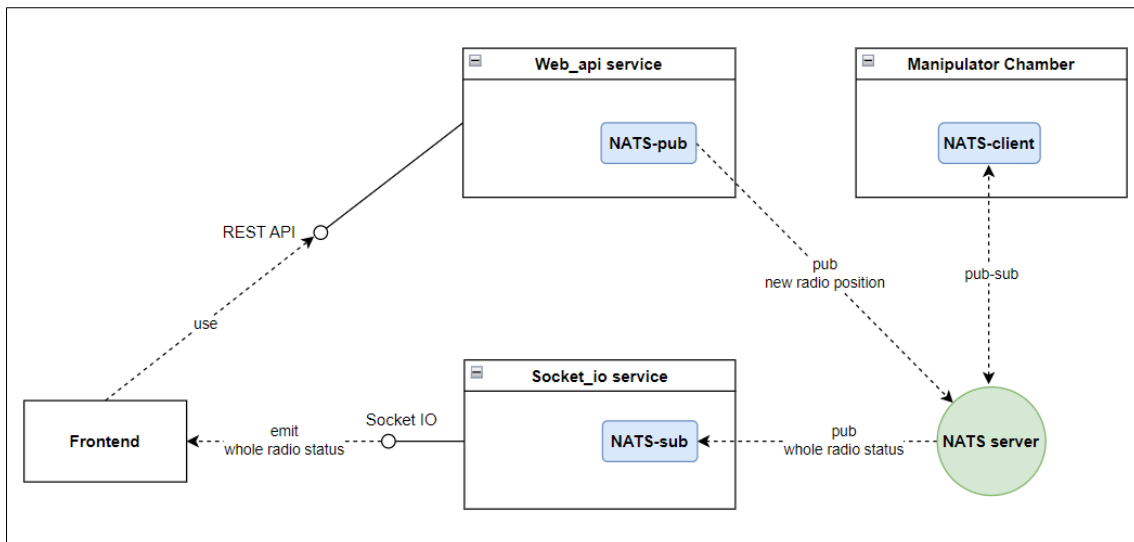 Web_api service
Manipulator Chamber
NATS-pub
NATS-client
REST API
pub
new radio position
pub-sub
use
Socket_io service
Frontend
emit
whole radio status
Socket IO
NATS-sub
pub
whole radio status
NATS server